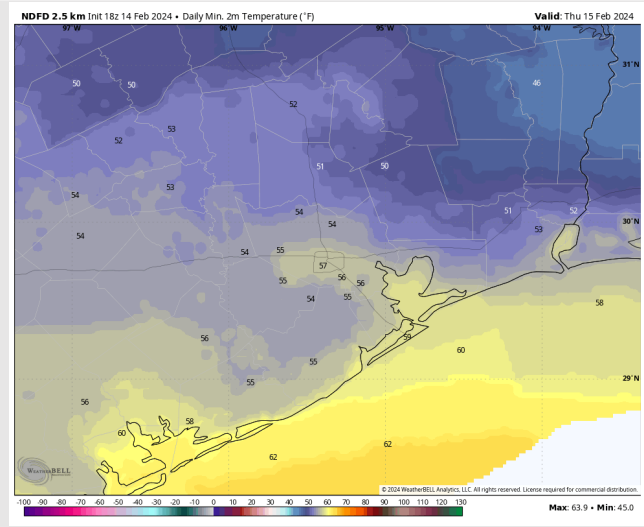 NDFD 2.5 km Init 18z 14 Feb 2024 • Daily Min. 2m Temperature (°F) Valid: Thu 15 Feb 2024
97°W 96°W 95°W 94°W
31°N
50 50 46
52
53
52
51 50
53
54
54 51 52
54 53 30°N
54
54 55
57
55 56 56
54 55 58
56 59
60
55 29°N
55
56
58
60
62
62
WEATHERBELL
© 2024 WeatherBELL Analytics, LLC. All rights reserved. License required for commercial distribution.
-100 -90 -80 -70 -60 -50 -40 -30 -20 -10 0 10 20 30 40 50 60 70 80 90 100 110 120 130
Max: 63.9 • Min: 45.0